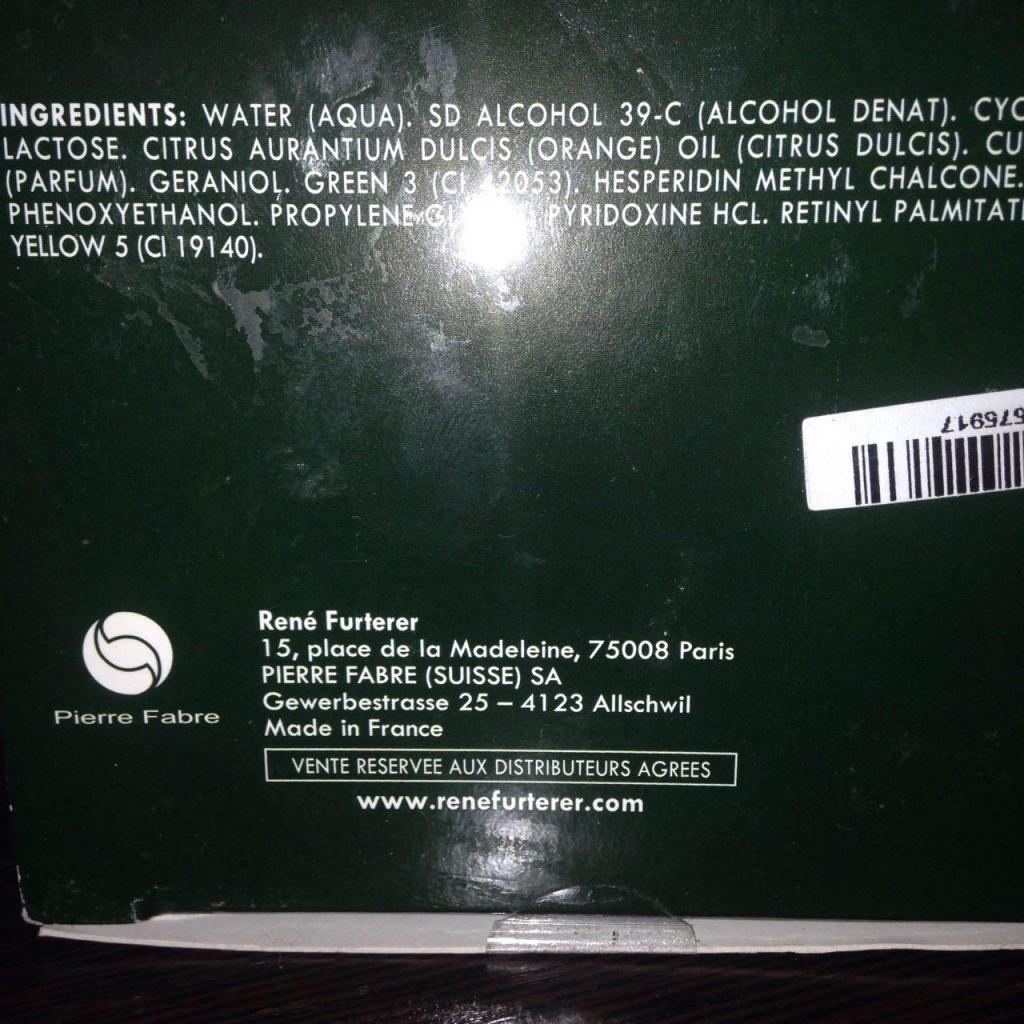 INGREDIENTS: WATER (AQUA). SD ALCOHOL 39-C (ALCOHOL DENAT).
LACTOSE. CITRUS AURANTIUM DULCIS (ORANGE) OIL (CITRUS DULCIS).
(PARFUM). GERANIOL. GREEN 3 (CI HESPERIDIN METHYL CHALCONE.
PHENOXYETHANOL. PROPYLENE PYRIDOXINE HCL. RETINYL
YELLOW 5 (CI 19140).
575917
René Furterer
15, place de la Madeleine, 75008 Paris
PIERRE FABRE (SUISSE) SA
Gewerbestrasse 25 – 4123 Allschwil
Made in France
Pierre Fabre
VENTE RESERVEE AUX DISTRIBUTEURS AGREES
www.renefurterer.com